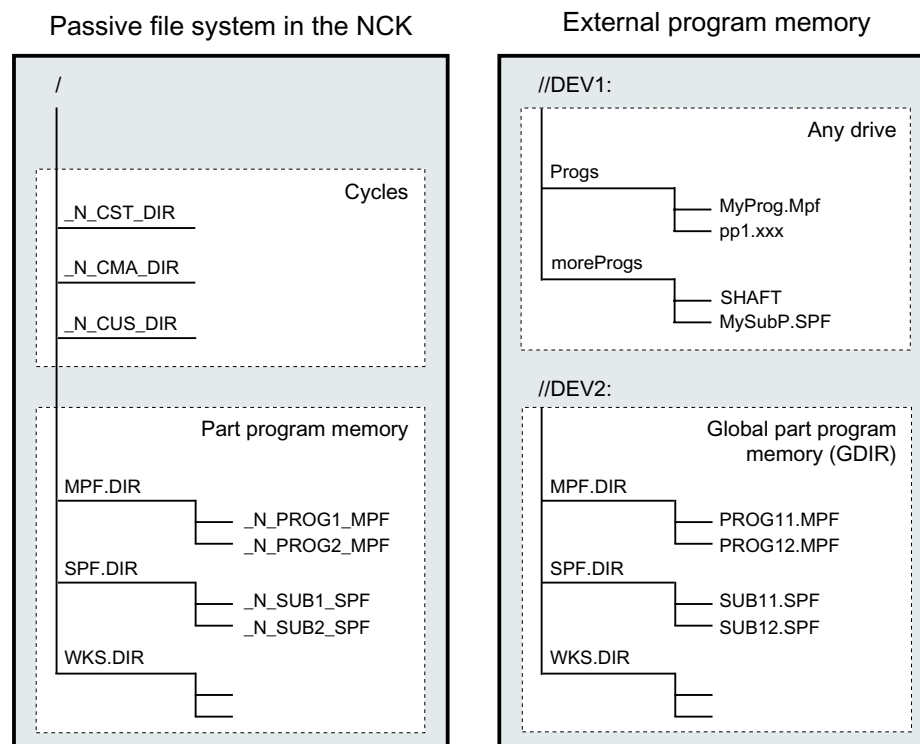 Passive file system in the NCK
/
Cycles
_N_CST_DIR
_N_CMA_DIR
_N_CUS_DIR
Part program memory
MPF.DIR
_N_PROG1_MPF
_N_PROG2_MPF
SPF.DIR
_N_SUB1_SPF
_N_SUB2_SPF
WKS.DIR
External program memory
//DEV1:
Any drive
Progs
MyProg.Mpf
pp1.xxx
moreProgs
SHAFT
MySubP.SPF
//DEV2:
Global part program
memory (GDIR)
MPF.DIR
PROG11.MPF
PROG12.MPF
SPF.DIR
SUB11.SPF
SUB12.SPF
WKS.DIR